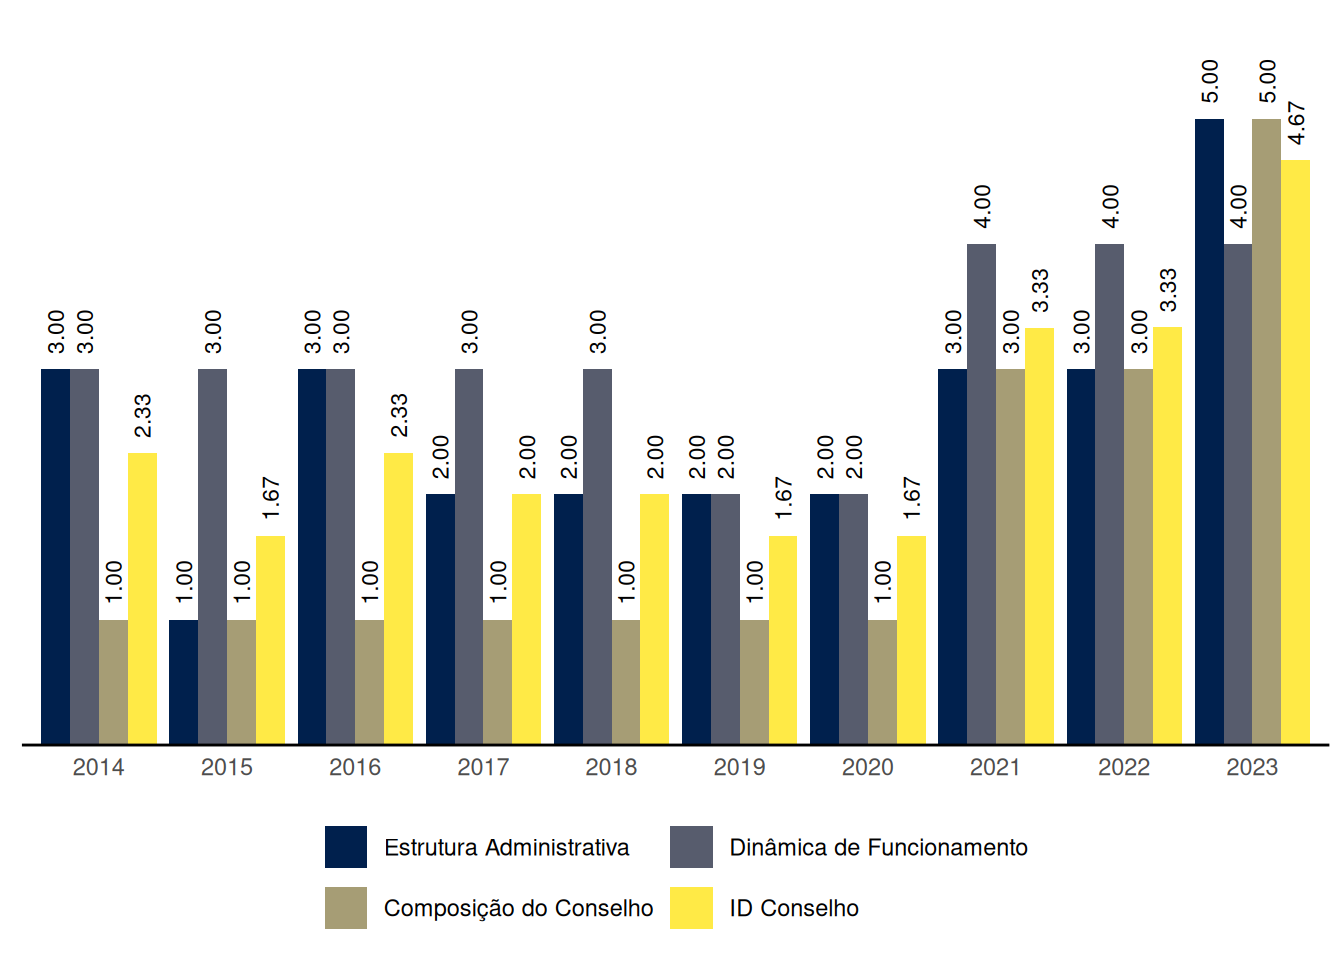 3.00 3.00 1.00 2.33
1.00 3.00 1.00 1.67
3.00 3.00 1.00 2.33
2.00 3.00 1.00 2.00
2.00 3.00 1.00 2.00
2.00 2.00 1.00 1.67
2.00 2.00 1.00 1.67
3.00 4.00 3.00 3.33
3.00 4.00 3.00 3.33
5.00 4.00 5.00 4.67
2014 2015 2016 2017 2018 2019 2020 2021 2022 2023
Estrutura Administrativa Dinâmica de Funcionamento
Composição do Conselho ID Conselho